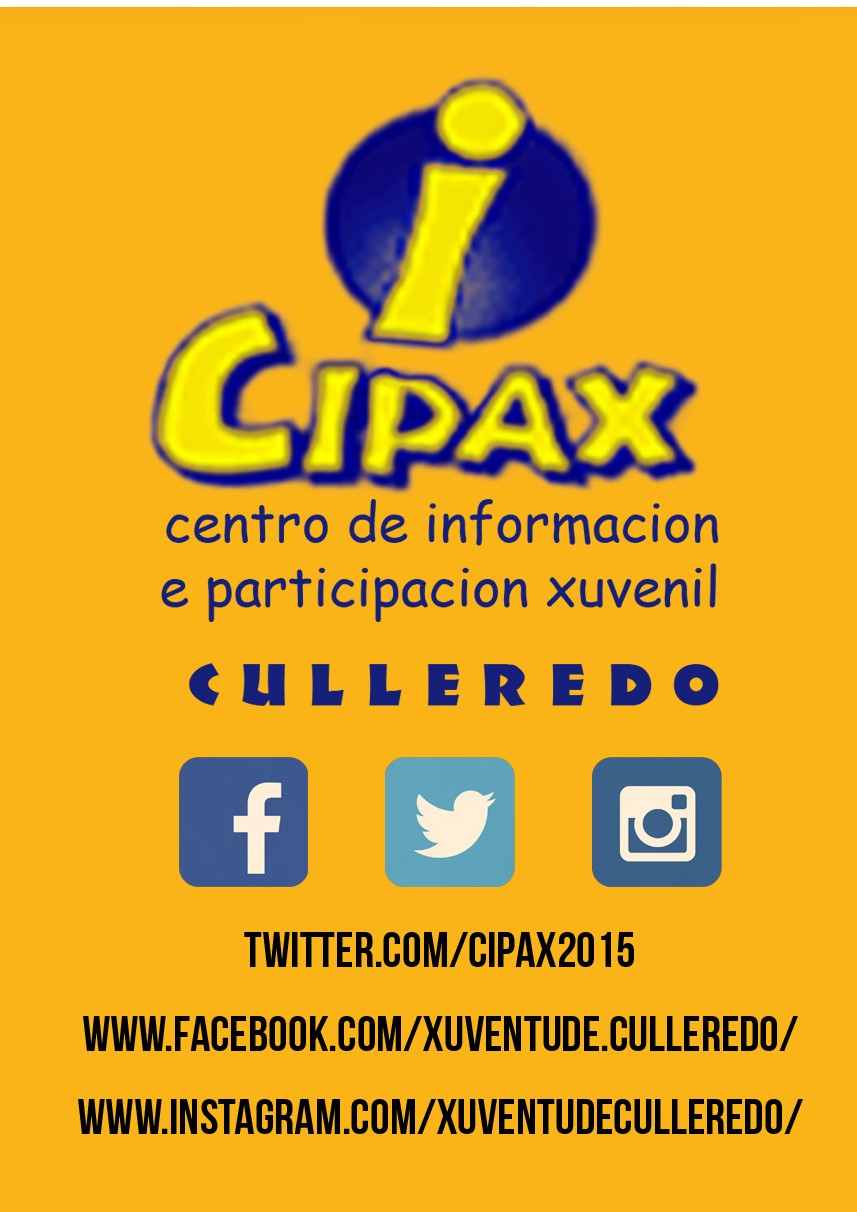 i
CIPAX
centro de informacion
e participacion xuvenil
CULLEREDO
f
TWITTER.COM/CIPAX2015
WWW.FACEBOOK.COM/XUVENTUDE.CULLEREDO/
WWW.INSTAGRAM.COM/XUVENTUDECULLEREDO/